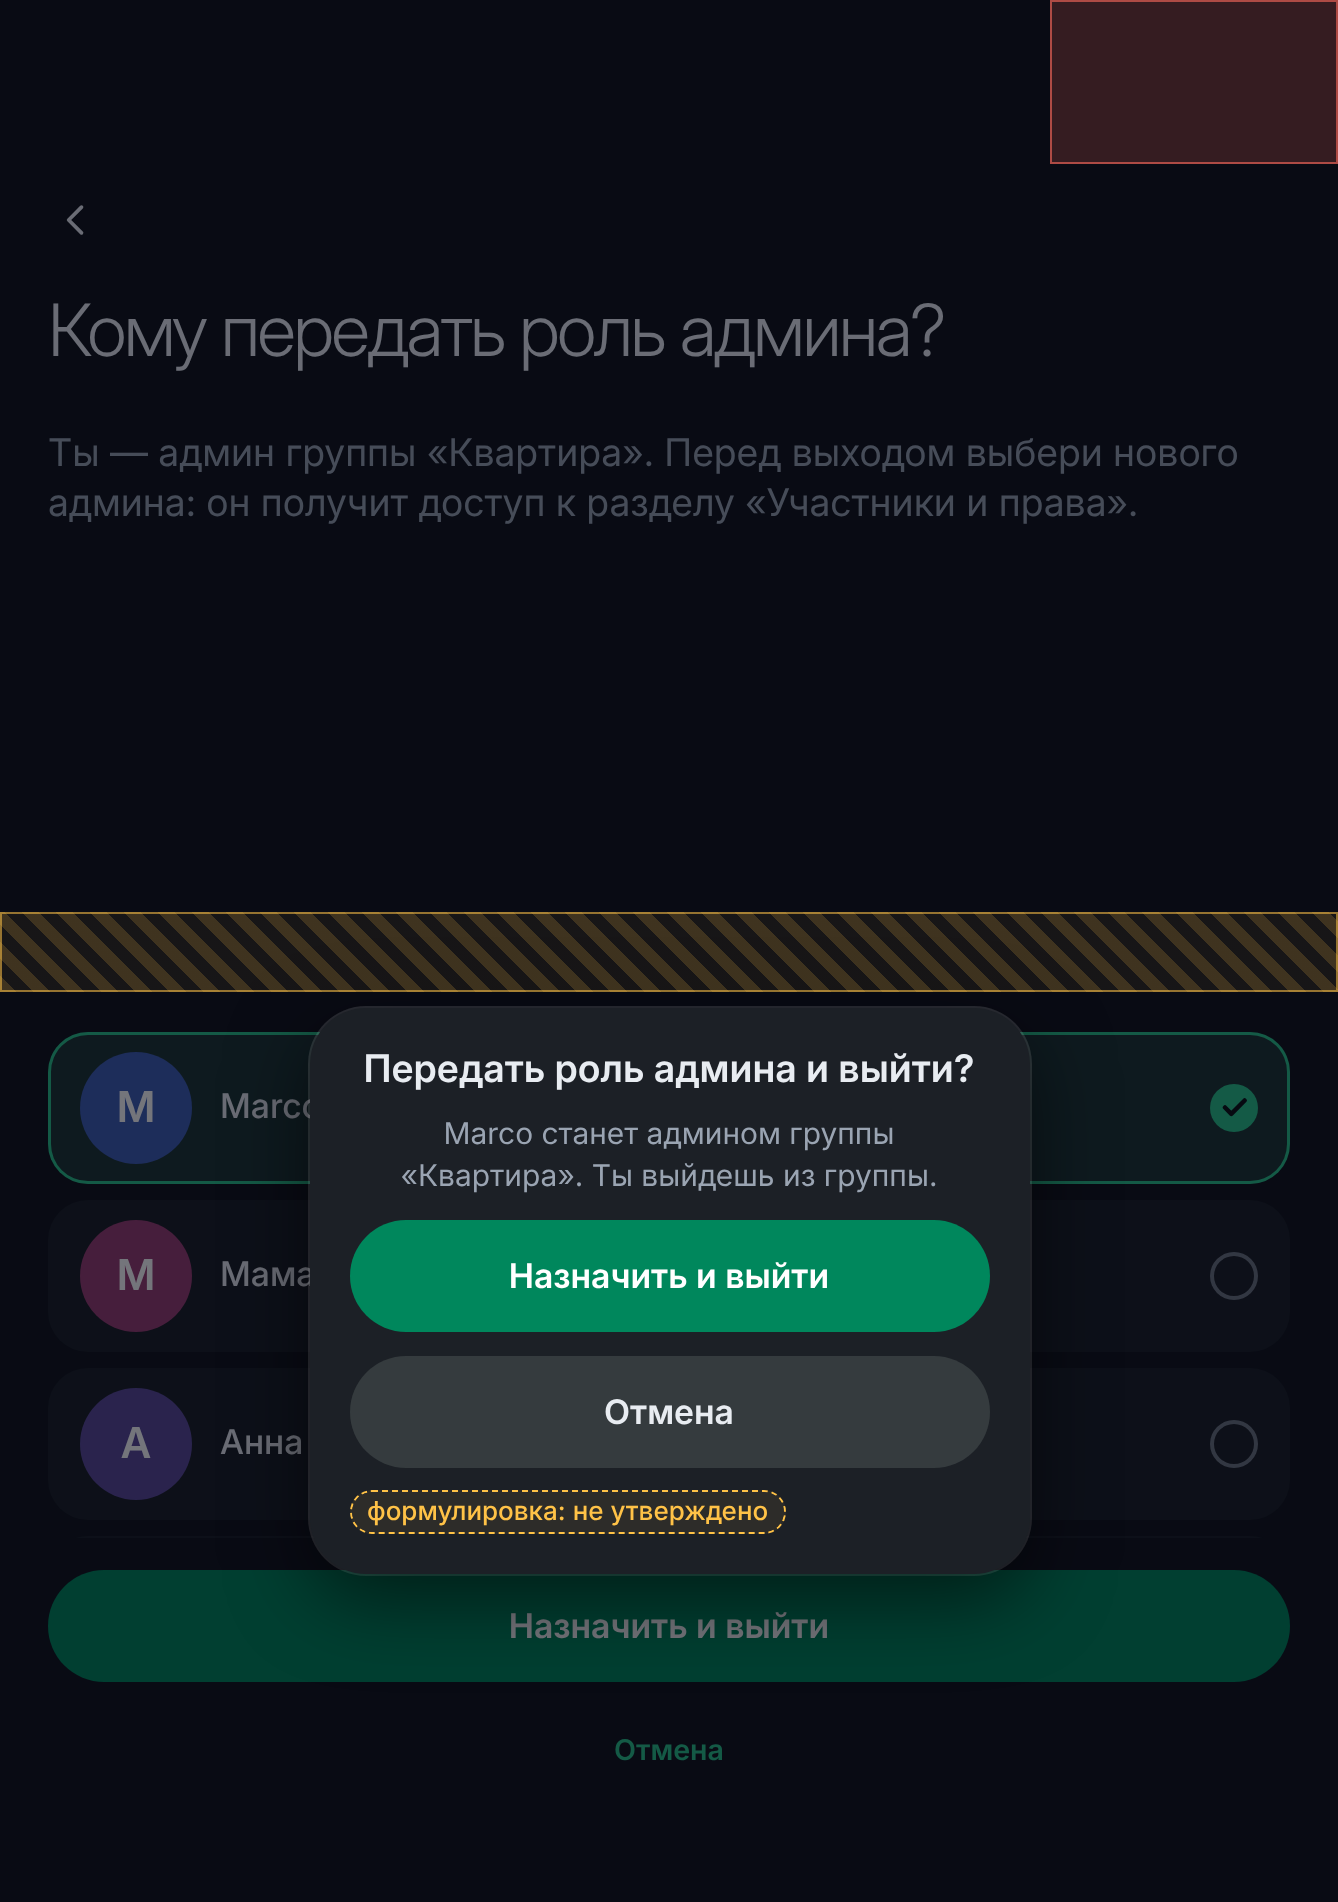 Кому передать роль админа?
Ты — админ группы «Квартира». Перед выходом выбери нового
админа: он получит доступ к разделу «Участники и права».
Передать роль админа и выйти?
Marco станет админом группы
«Квартира». Ты выйдешь из группы.
Назначить и выйти
Отмена
формулировка: не утверждено
M
Marco
М
Мама
А
Анна
Назначить и выйти
Отмена